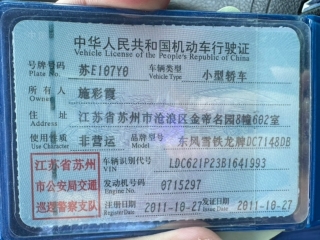 中华人民共和国机动车行驶证
Vehicle License of the People's Republic of China
号牌号码 苏E107Y0 车辆类型 小型轿车
Plate No. Vehicle Type
所有人 施彩霞
Owner
住址 江苏省苏州市沧浪区金帝名园8幢602室
Address
使用性质 非营运 品牌型号 东风雪铁龙牌DC7148DB
Use Character Model
江苏省苏州 车辆识别代号 LDC621P23B1641993
VIN
市公安局交通 发动机号码 0715297
Engine No.
巡逻警察支队 注册日期 2011-10-27 发证日期 2011-10-27
Register Date Issue Date